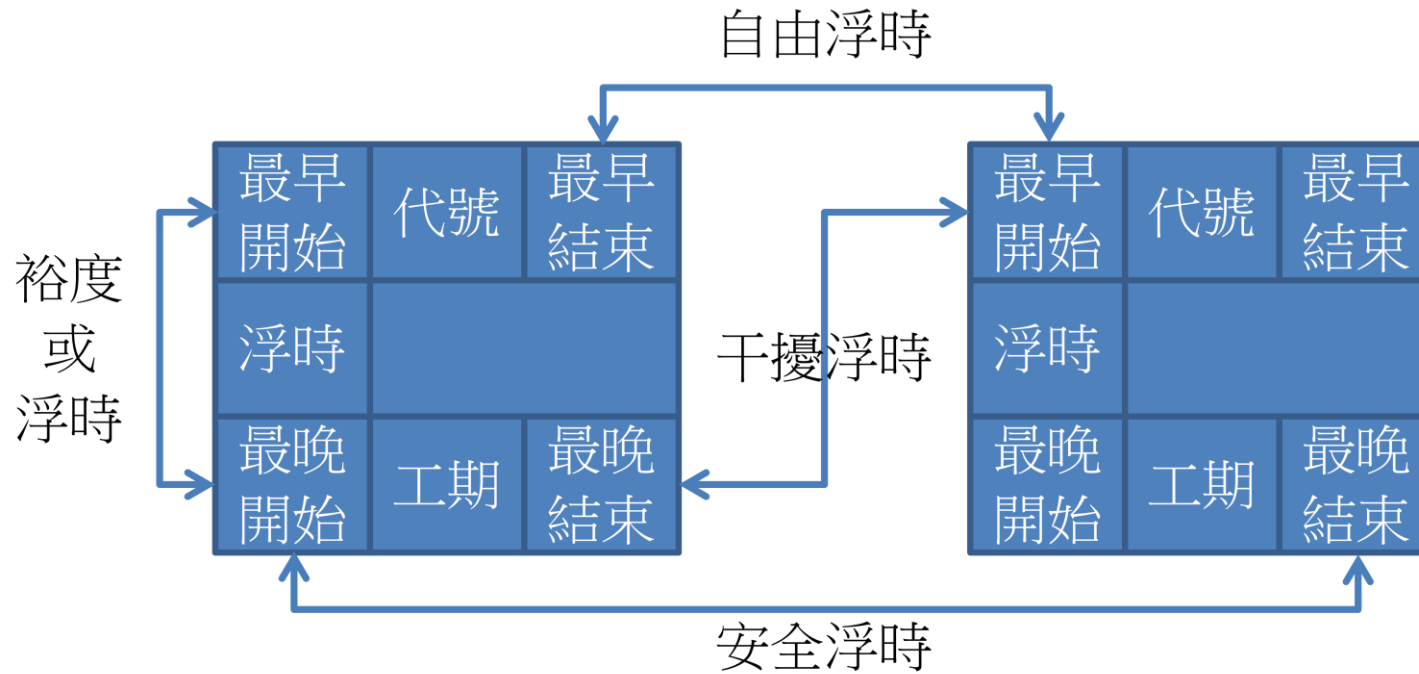 自由浮時
最早
開始
代號
最早
結束
最早
開始
代號
最早
結束
裕度
或
浮時
浮時
干擾浮時
浮時
最晚
開始
工期
最晚
結束
最晚
開始
工期
最晚
結束
安全浮時